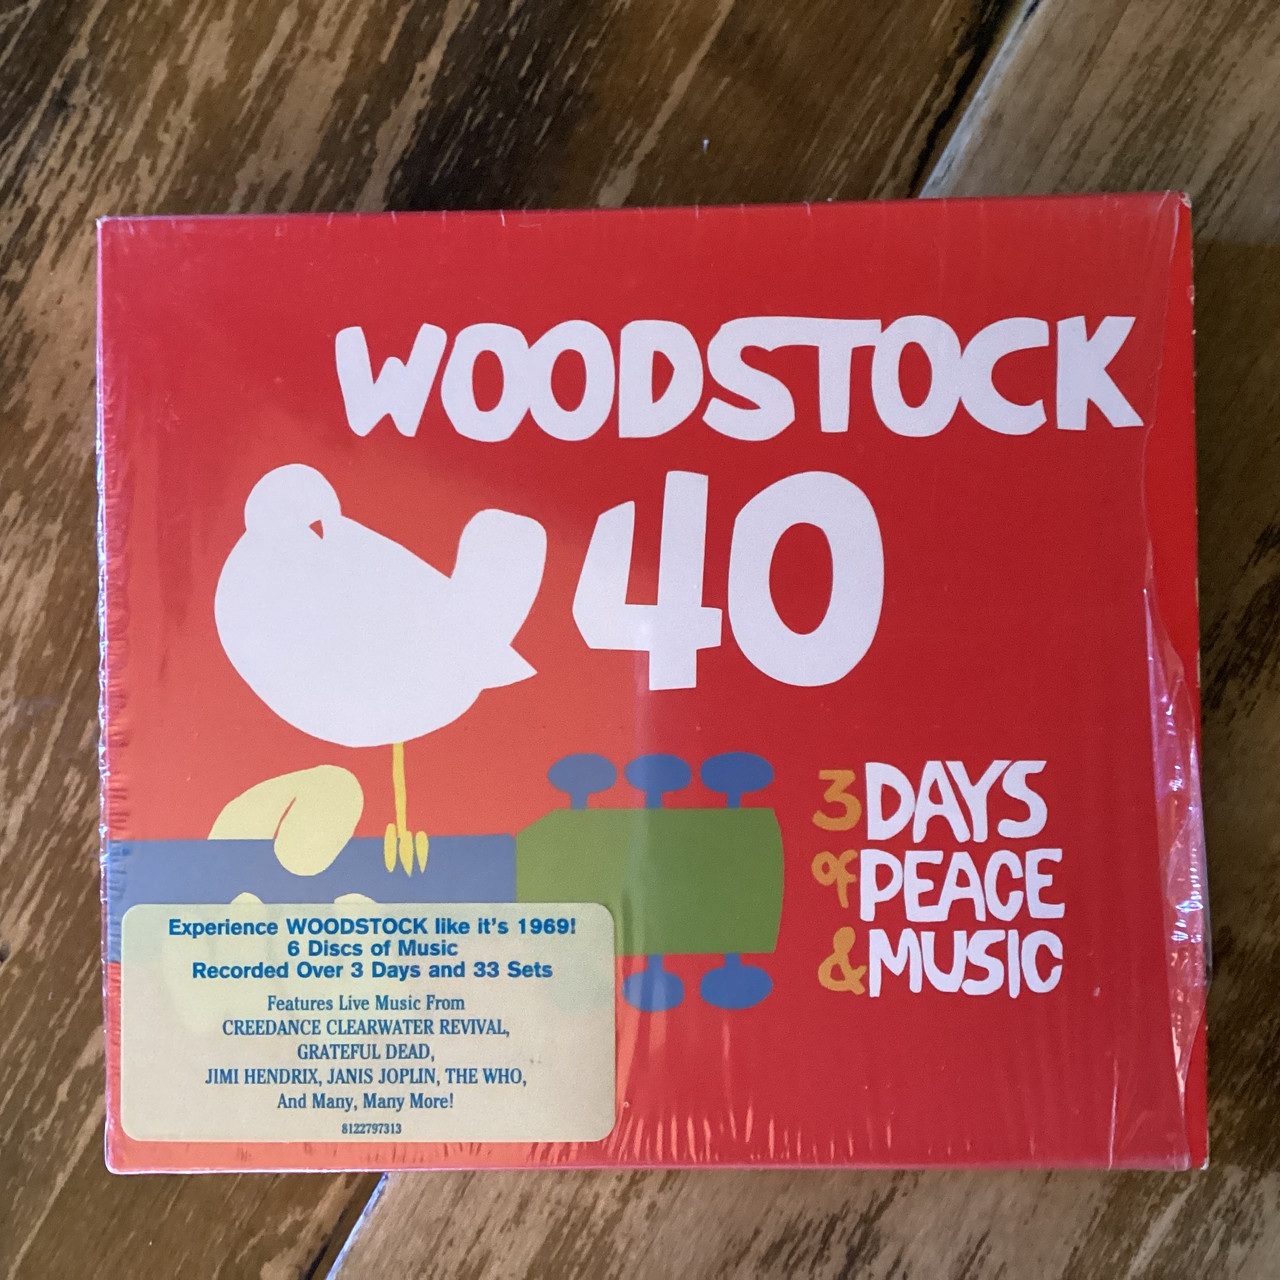 WOODSTOCK
40
3 DAYS
of PEACE
& MUSIC
Experience WOODSTOCK like it's 1969!
6 Discs of Music
Recorded Over 3 Days and 33 Sets
Features Live Music From
CREEDANCE CLEARWATER REVIVAL,
GRATEFUL DEAD,
JIMI HENDRIX, JANIS JOPLIN, THE WHO,
And Many, Many More!
8122797313